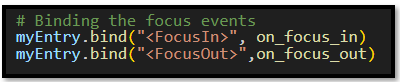 # Binding the focus events
myEntry.bind("<FocusIn>", on_focus_in)
myEntry.bind("<FocusOut>",on_focus_out)